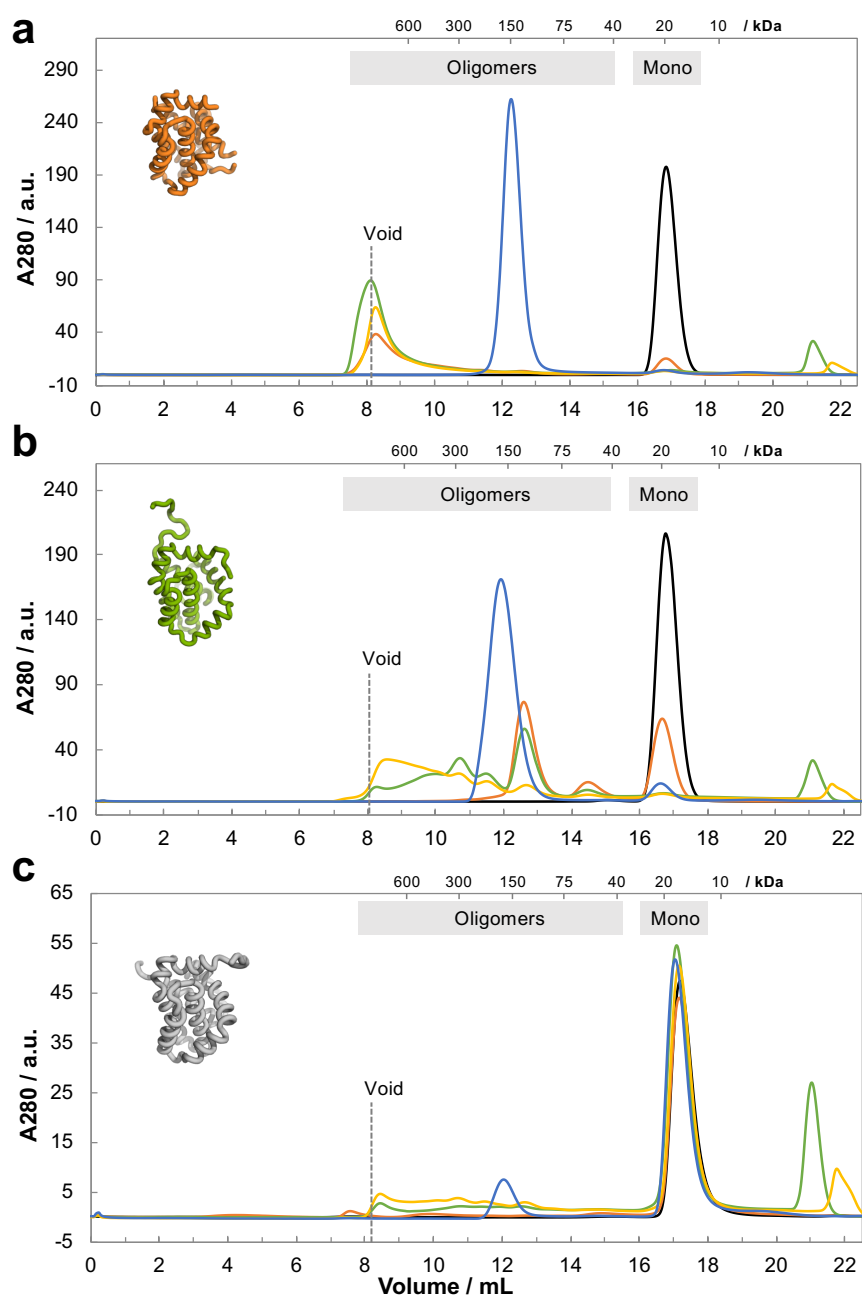 a
600 300 150 75 40 20 10 / kDa
Oligomers Mono
290
240
190
140
90
40
-10
A280 / a.u.
Void
0 2 4 6 8 10 12 14 16 18 20 22
b
600 300 150 75 40 20 10 / kDa
Oligomers Mono
240
190
140
90
40
-10
A280 / a.u.
Void
0 2 4 6 8 10 12 14 16 18 20 22
c
600 300 150 75 40 20 10 / kDa
Oligomers Mono
65
55
45
35
25
15
5
-5
A280 / a.u.
Void
0 2 4 6 8 10 12 14 16 18 20 22
Volume / mL